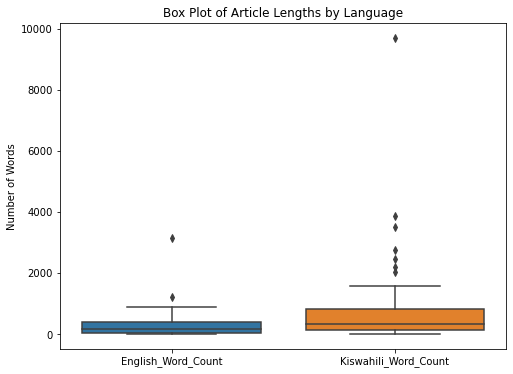 Box Plot of Article Lengths by Language
10000
8000
6000
4000
2000
0
Number of Words
English_Word_Count
Kiswahili_Word_Count